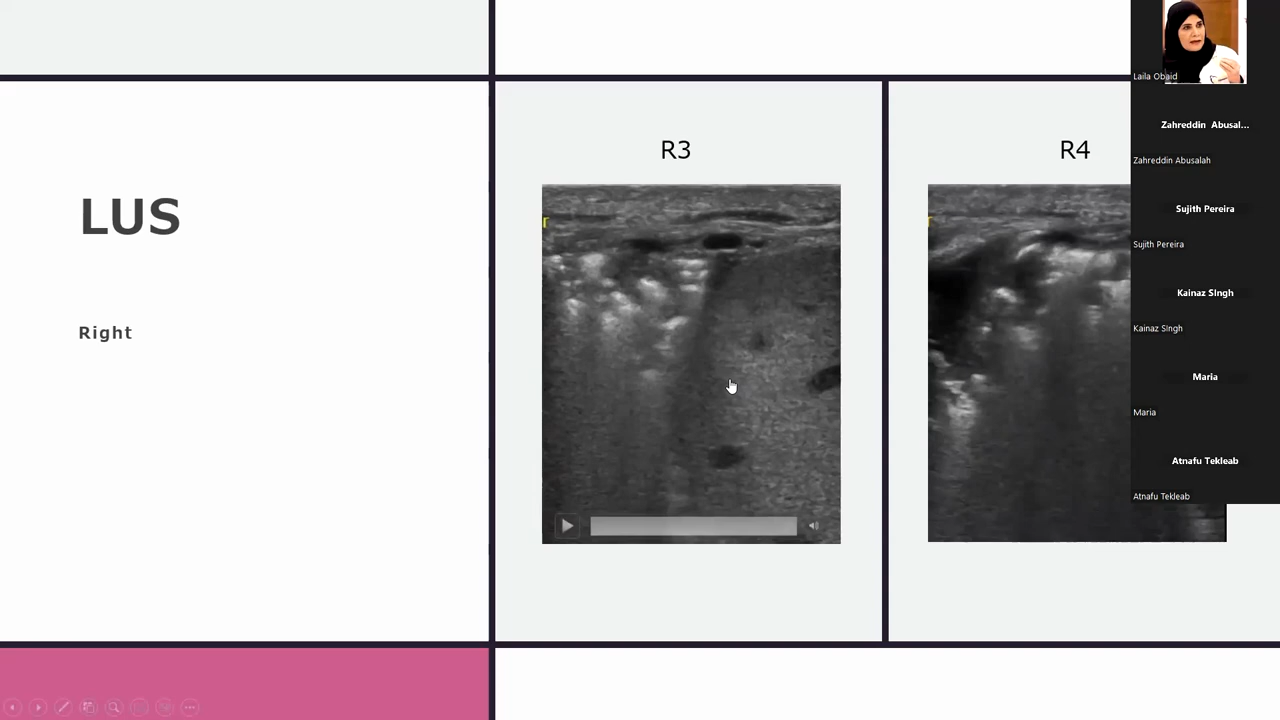 LUS
Right
R3
R4
Laila Obaid
Zahreddin Abusal...
Zahreddin Abusalah
Sujith Pereira
Sujith Pereira
Kainaz SIngh
Kainaz SIngh
Maria
Maria
Atnafu Tekleab
Atnafu Tekleab